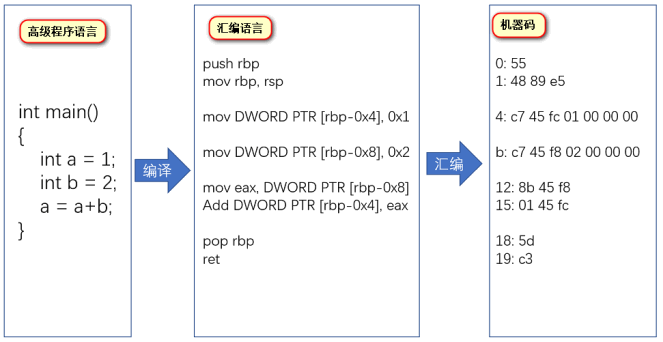 高级程序语言
int main()
{
int a = 1;
int b = 2;
a = a+b;
}
编译
汇编语言
push rbp
mov rbp, rsp
mov DWORD PTR [rbp-0x4], 0x1
mov DWORD PTR [rbp-0x8], 0x2
mov eax, DWORD PTR [rbp-0x8]
Add DWORD PTR [rbp-0x4], eax
pop rbp
ret
汇编
机器码
0: 55
1: 48 89 e5
4: c7 45 fc 01 00 00 00
b: c7 45 f8 02 00 00 00
12: 8b 45 f8
15: 01 45 fc
18: 5d
19: c3